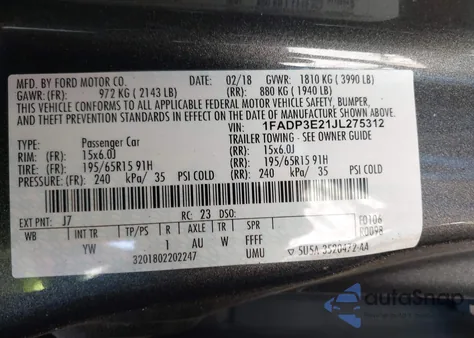 MFD. BY FORD MOTOR CO.
DATE: 02/18 GVWR: 1810 KG ( 3990 LB)
GAWR: (FR): 972 KG ( 2143 LB) (RR): 880 KG ( 1940 LB)
THIS VEHICLE CONFORMS TO ALL APPLICABLE FEDERAL MOTOR VEHICLE SAFETY, BUMPER,
AND THEFT PREVENTION STANDARDS IN EFFECT ON THE DATE OF MANUFACTURE SHOWN ABOVE.
VIN: 1FADP3E21JL275312
TYPE: Passenger Car TRAILER TOWING - SEE OWNER GUIDE
RIM: (FR): 15x6.0J (RR): 15x6.0J
TIRE: (FR): 195/65R15 91H 195/65R15 91H
PRESSURE: (FR): 240 kPa/ 35 PSI COLD (RR): 240 kPa/ 35 PSI COLD
EXT PNT: J7 RC: 23 DSO: F0106
WB INT TP/PS R AXLE TR SPR R0098
YW 1 AU W FFFF
3201802202247 UMU
autoSnap